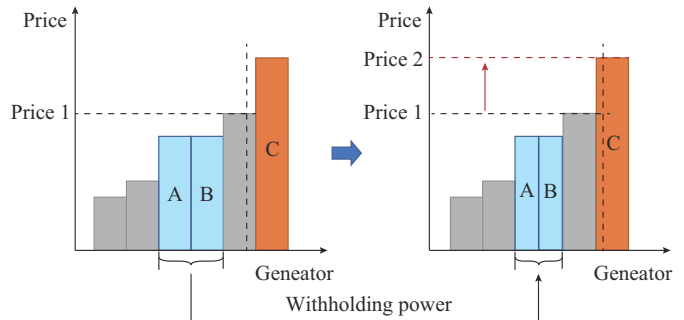 Price
Price 1
A
B
C
Geneator
Price
Price 2
Price 1
A
B
C
Geneator
Withholding power